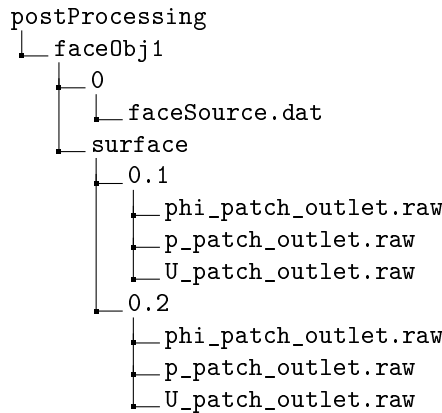 postProcessing
faceObj1
0
faceSource.dat
surface
0.1
phi_patch_outlet.raw
p_patch_outlet.raw
U_patch_outlet.raw
0.2
phi_patch_outlet.raw
p_patch_outlet.raw
U_patch_outlet.raw